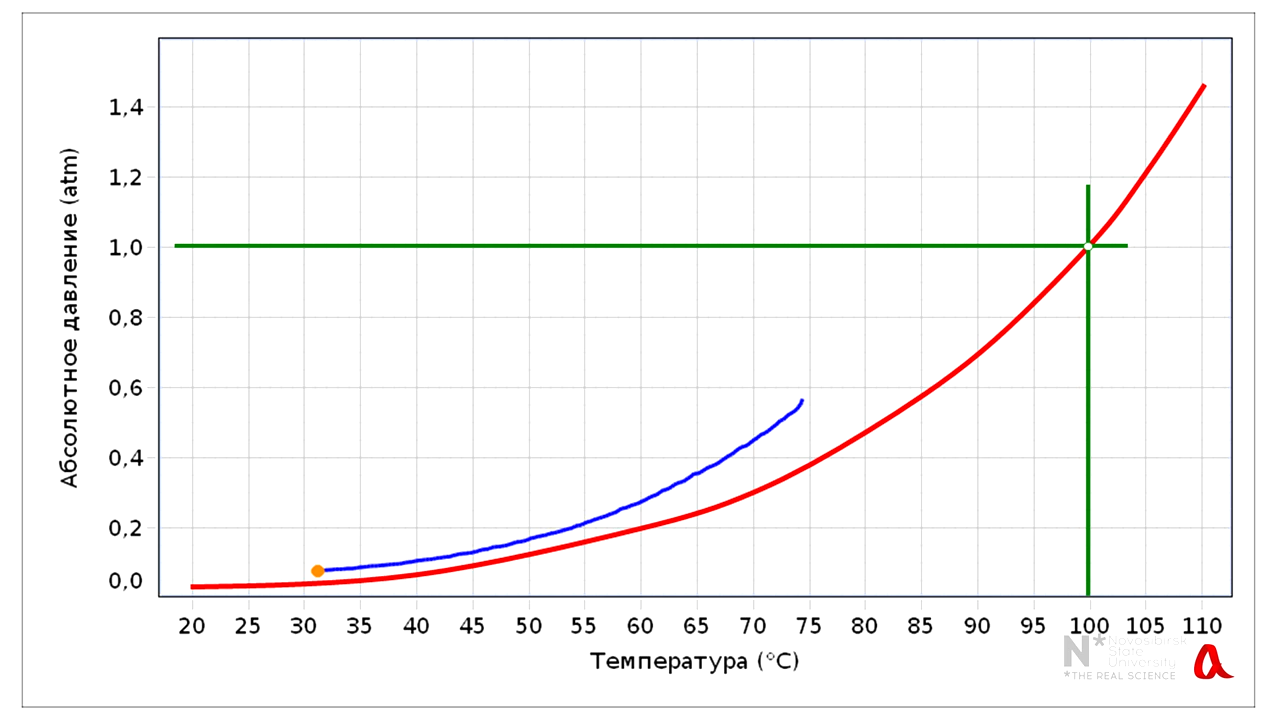 Абсолютное давление (atm)
1,4
1,2
1,0
0,8
0,6
0,4
0,2
0,0
20 25 30 35 40 45 50 55 60 65 70 75 80 85 90 95 100 105 110
Температура (°C)
N* Novosibirsk
State
University
*THE REAL SCIENCE